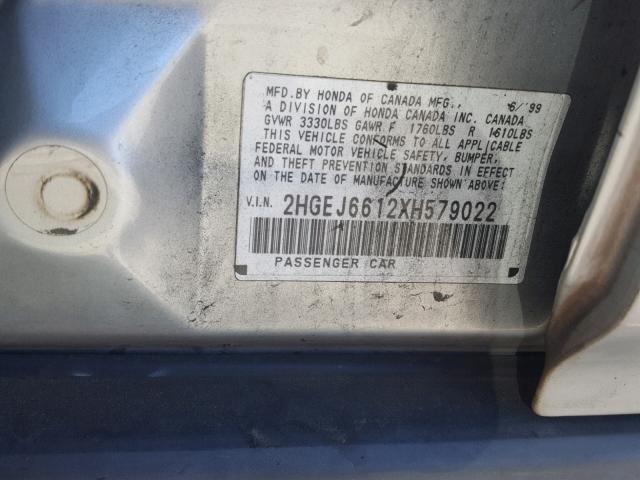 MFD.BY HONDA OF CANADA MFG., 6/'99
A DIVISION OF HONDA CANADA INC. CANADA
GVWR 3330LBS GAWR F 1760LBS R 1610LBS
THIS VEHICLE CONFORMS TO ALL APPLICABLE
FEDERAL MOTOR VEHICLE SAFETY, BUMPER,
AND THEFT PREVENTION STANDARDS IN EFFECT
ON THE DATE OF MANUFACTURE SHOWN ABOVE:
V.I.N. 2HGEJ6612XH579022
PASSENGER CAR